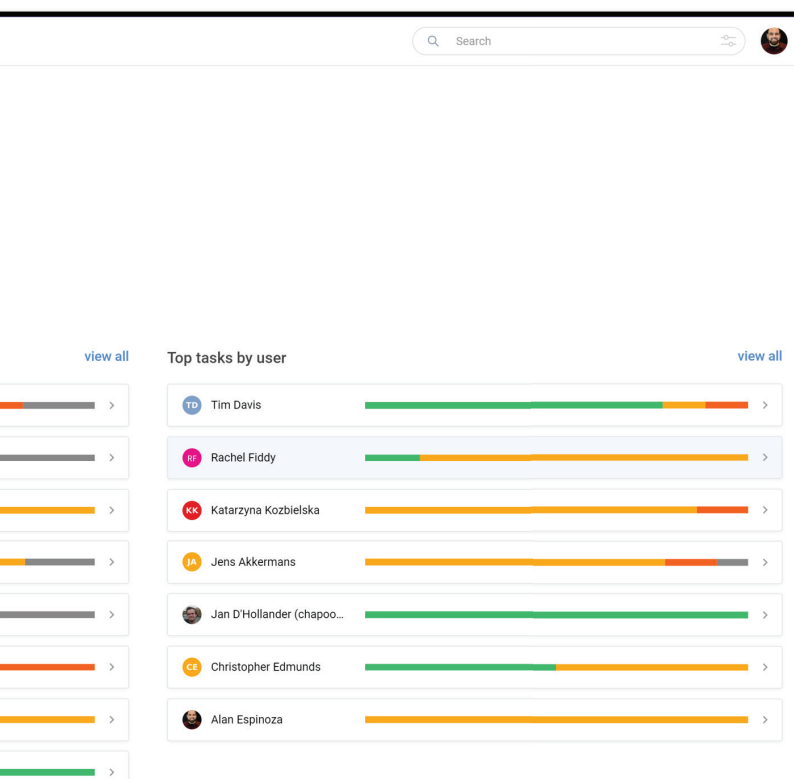 Search
view all
Top tasks by user
view all
TD Tim Davis
RF Rachel Fiddy
KK Katarzyna Kozbielska
JA Jens Akkermans
Jan D'Hollander (chapoo...
CE Christopher Edmunds
Alan Espinoza